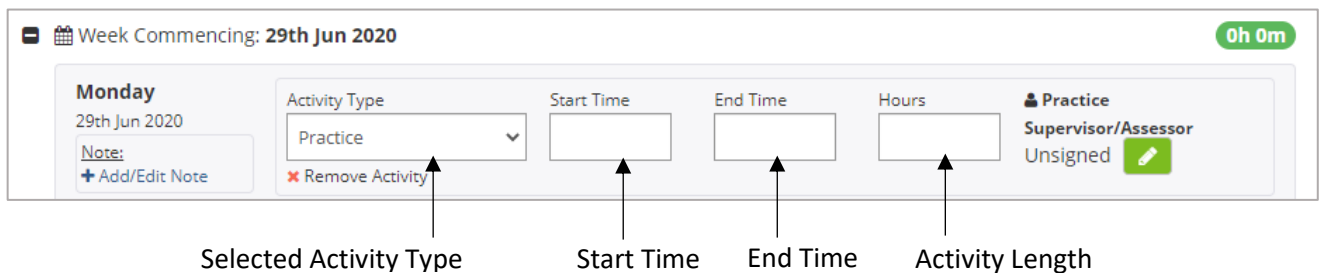 Week Commencing: 29th Jun 2020
0h 0m
Monday
29th Jun 2020
Note:
Add/Edit Note
Activity Type
Practice
Remove Activity
Start Time
End Time
Hours
Practice
Supervisor/Assessor
Unsigned
Selected Activity Type
Start Time
End Time
Activity Length